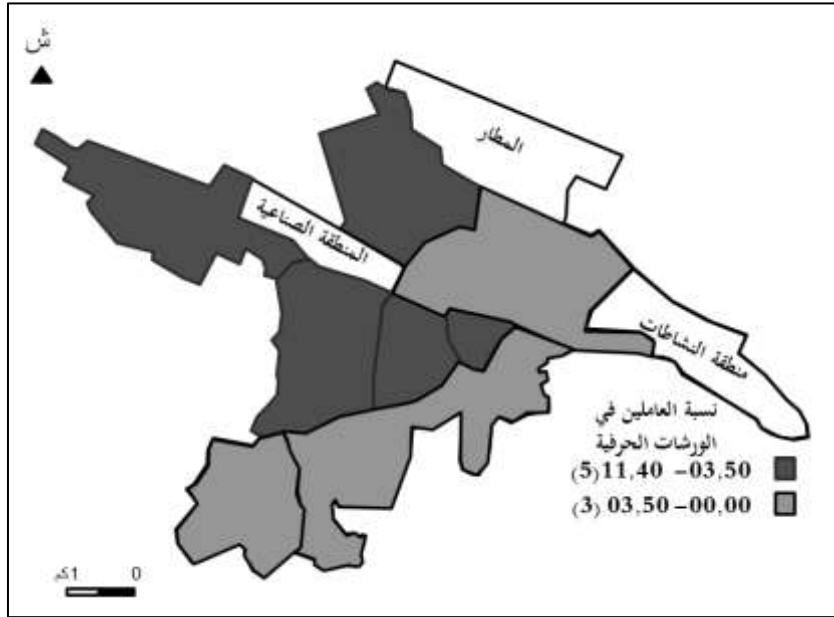 ش
المطار
المنطقة الصناعية
منطقة النشاطات
نسبة العاملين في
الورشات الحرفية
03,50 – 11,40 (5)
00,00 – 03,50 (3)
0 1كم